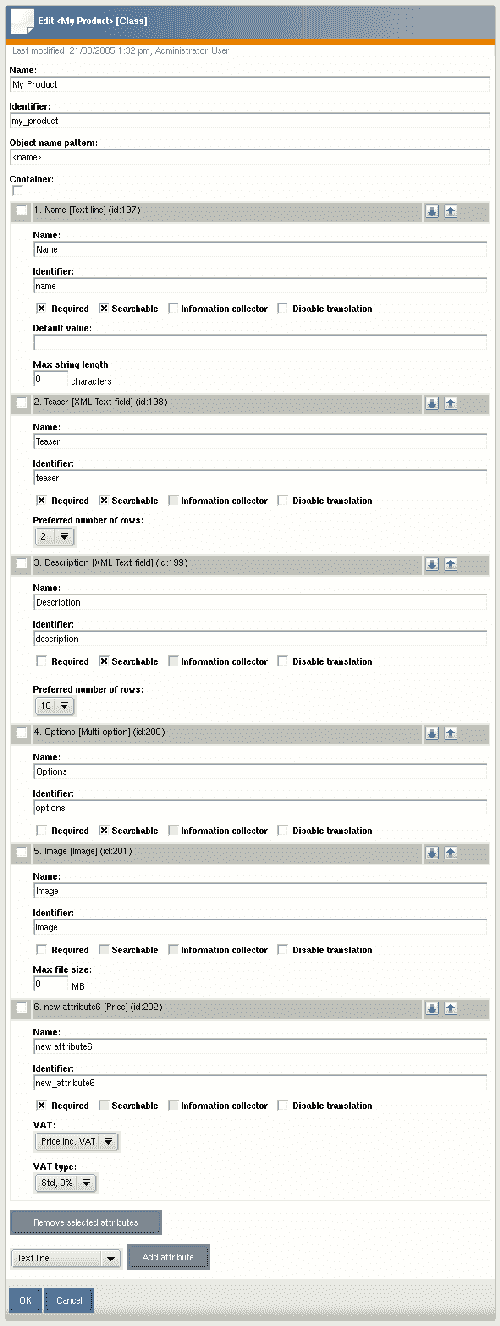 Edit <My Product> [Class]
Last modified: 21/03/2005 1:32 pm, Administrator User
Name:
My Product
Identifier:
my_product
Object name pattern:
<name>
Container:
1. Name [Text line] (id:197)
Name:
Name
Identifier:
name
Required Searchable Information collector Disable translation
Default value:
Max string length
0 characters
2. Teaser [XML Text field] (id:198)
Name:
Teaser
Identifier:
teaser
Required Searchable Information collector Disable translation
Preferred number of rows:
2
3. Description [XML Text field] (id:199)
Name:
Description
Identifier:
description
Required Searchable Information collector Disable translation
Preferred number of rows:
10
4. Options [Multi-option] (id:200)
Name:
Options
Identifier:
options
Required Searchable Information collector Disable translation
5. Image [Image] (id:201)
Name:
Image
Identifier:
image
Required Searchable Information collector Disable translation
Max file size:
0 MB
6. new attribute6 [Price] (id:202)
Name:
new attribute6
Identifier:
new_attribute6
Required Searchable Information collector Disable translation
VAT:
Price inc. VAT
VAT type:
Std, 0%
Remove selected attributes
Text line Add attribute
OK Cancel